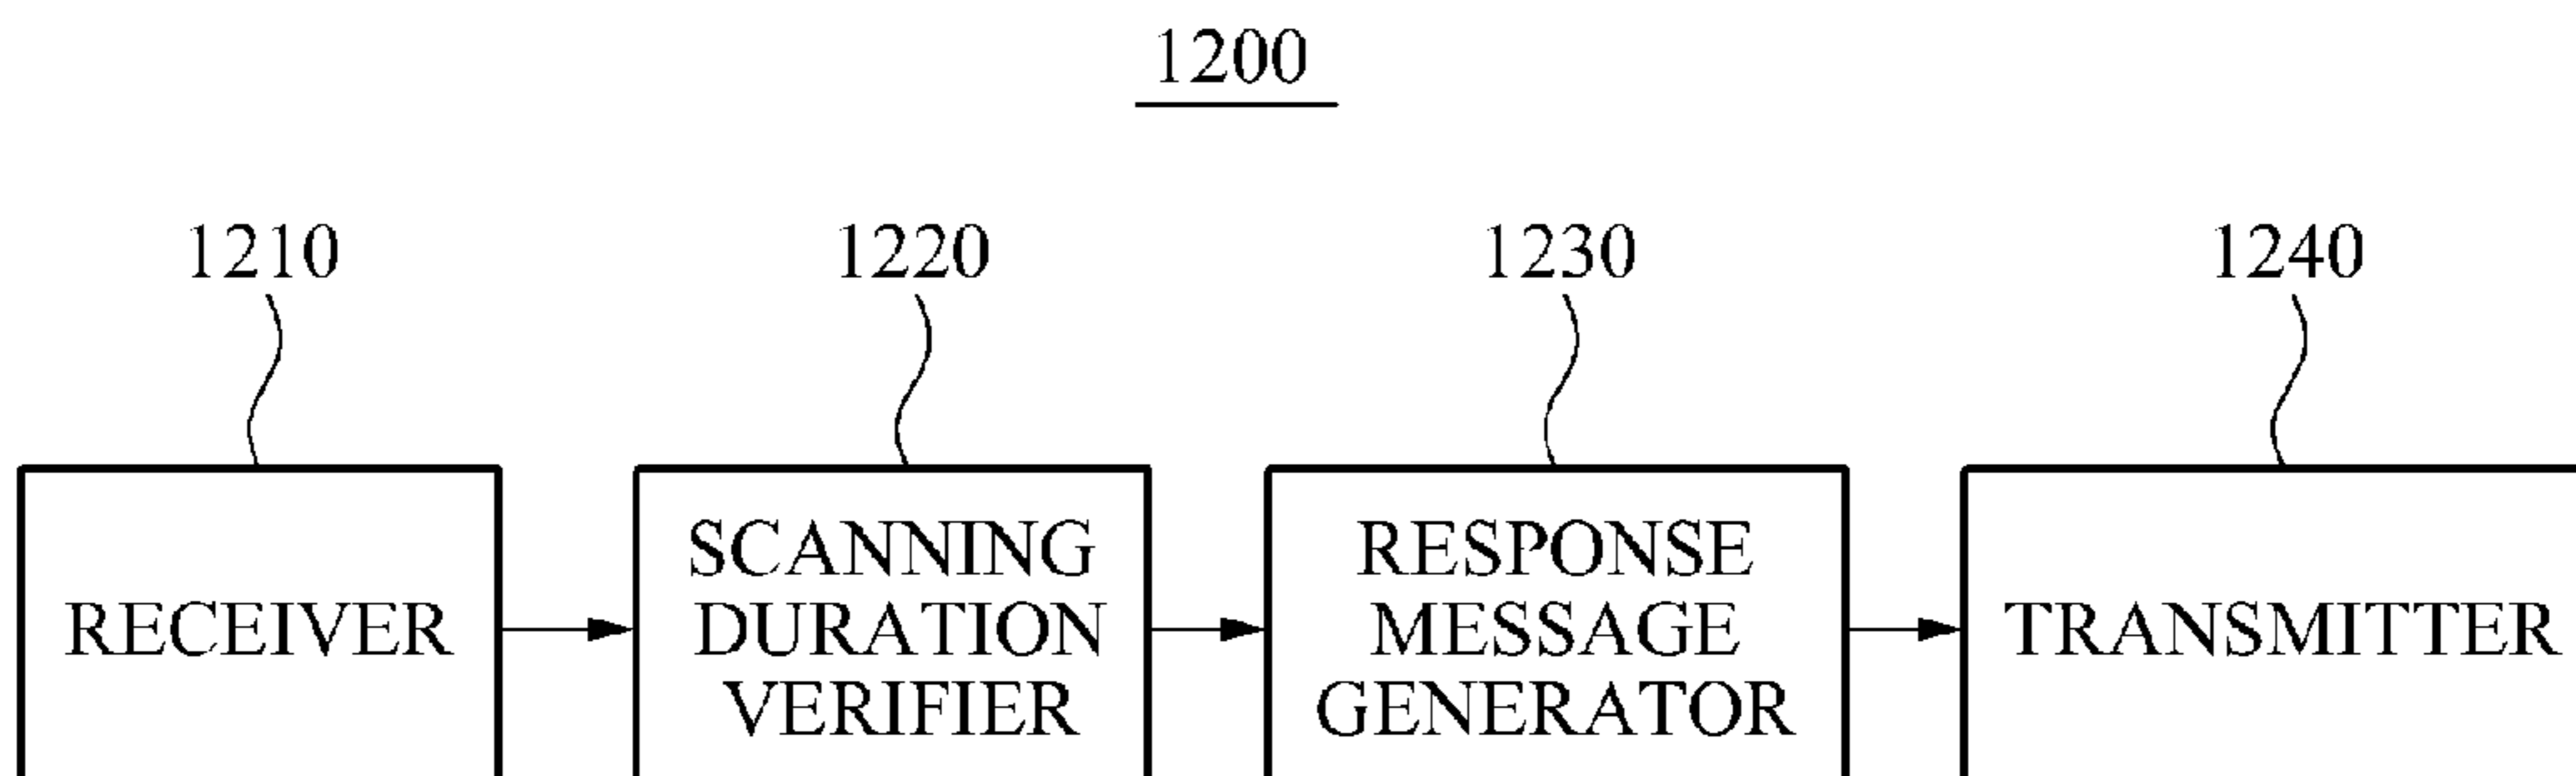 1200
1210 1220 1230 1240
RECEIVER
SCANNING
DURATION
VERIFIER
RESPONSE
MESSAGE
GENERATOR
TRANSMITTER